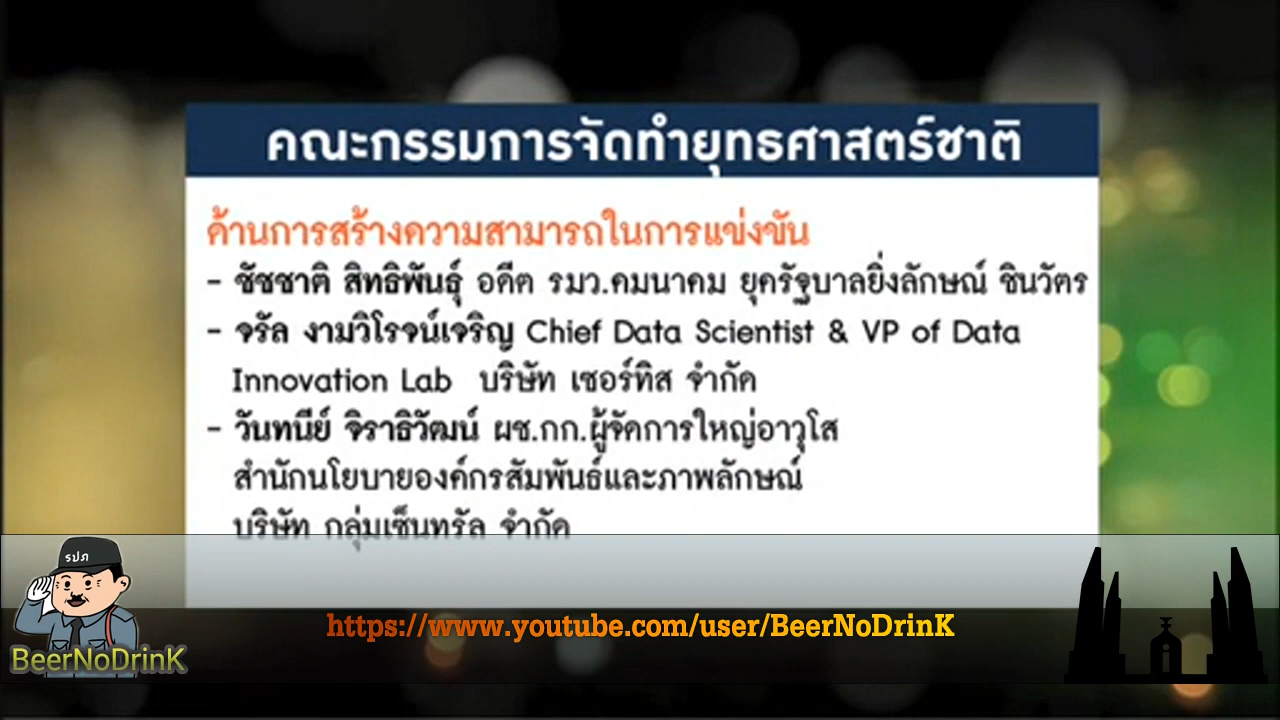 คณะกรรมการจัดทำยุทธศาสตร์ชาติ
ด้านการสร้างความสามารถในการแข่งขัน
- ชัชชาติ สิทธิพันธุ์ อดีต รมว.คมนาคม ยุครัฐบาลยิ่งลักษณ์ ชินวัตร
- จรัล งามวิโรจน์เจริญ Chief Data Scientist & VP of Data
Innovation Lab บริษัท เซอร์ทิส จำกัด
- วันทนีย์ จิราธิวัฒน์ ผช.กก.ผู้จัดการใหญ่อาวุโส
สำนักนโยบายองค์กรสัมพันธ์และภาพลักษณ์
บริษัท กลุ่มเซ็นทรัล จำกัด
รปภ
BeerNoDrinK
https://www.youtube.com/user/BeerNoDrinK